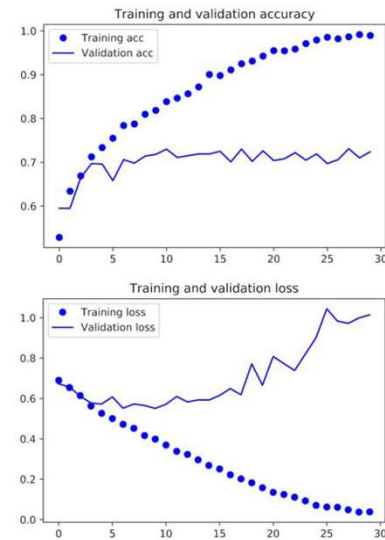 Training and validation accuracy
1.0
0.9
0.8
0.7
0.6
Training acc
Validation acc
0 5 10 15 20 25 30
Training and validation loss
1.0
0.8
0.6
0.4
0.2
0.0
Training loss
Validation loss
0 5 10 15 20 25 30